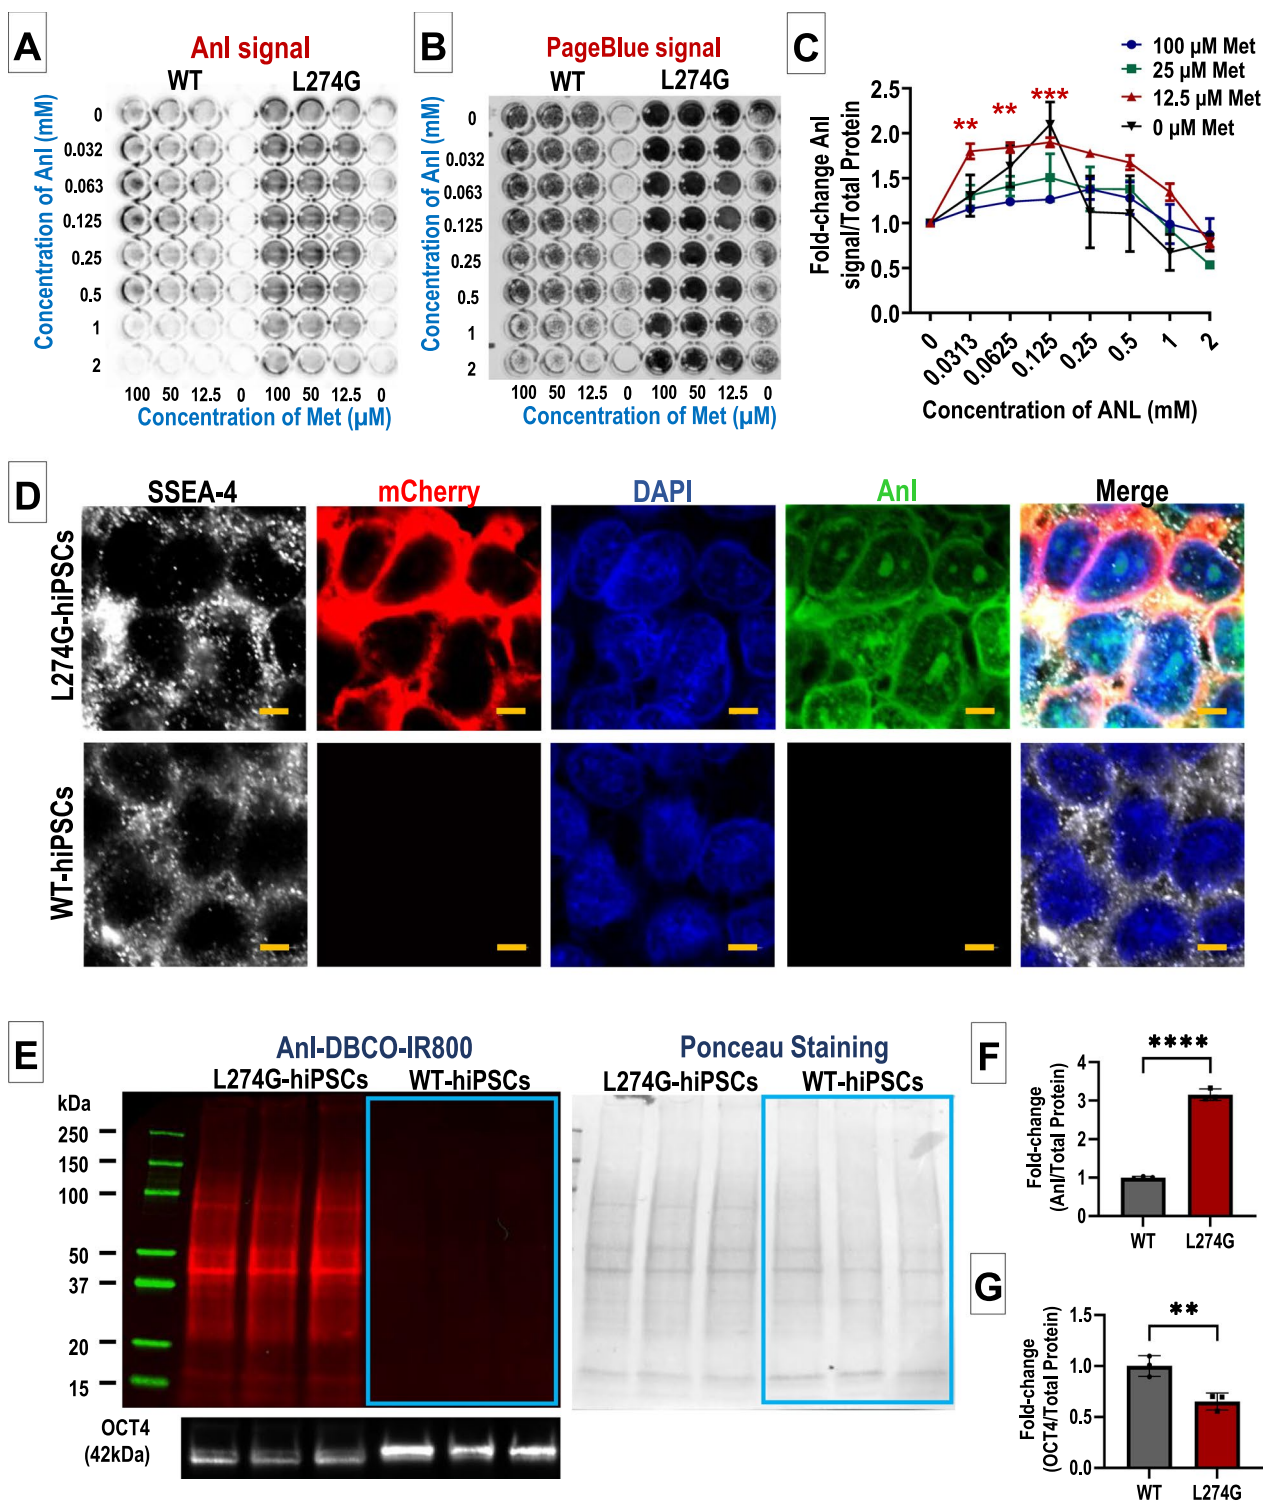 A
Anl signal
WT
L274G
Concentration of Anl (mM)
0
0.032
0.063
0.125
0.25
0.5
1
2
100 50 12.5 0 100 50 12.5 0
Concentration of Met (µM)
B
PageBlue signal
WT
L274G
Concentration of Anl (mM)
0
0.032
0.063
0.125
0.25
0.5
1
2
100 50 12.5 0 100 50 12.5 0
Concentration of Met (µM)
C
100 µM Met
25 µM Met
12.5 µM Met
0 µM Met
Fold-change Anl
signal/Total Protein
2.5
2.0
1.5
1.0
0.5
0.0
** ** ***
0 0.0313 0.0625 0.125 0.25 0.5 1 2
Concentration of ANL (mM)
D
SSEA-4 mCherry DAPI Anl Merge
L274G-hiPSCs
WT-hiPSCs
E
Anl-DBCO-IR800
L274G-hiPSCs WT-hiPSCs
kDa
250
150
100
50
37
20
15
OCT4
(42kDa)
Ponceau Staining
L274G-hiPSCs WT-hiPSCs
F
****
Fold-change
(Anl/Total Protein)
4
3
2
1
0
WT L274G
G
**
Fold-change
(OCT4/Total Protein)
1.5
1.0
0.5
0.0
WT L274G